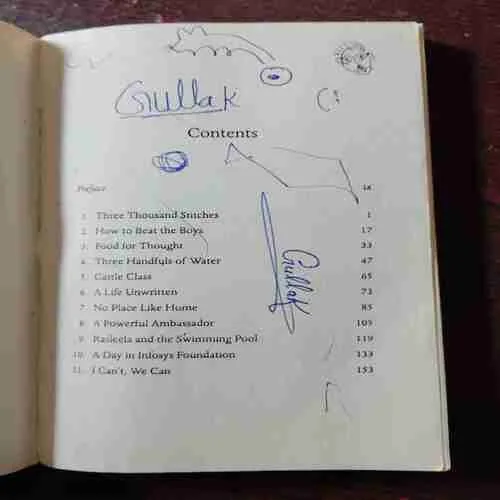 Gullak
Contents
Preface ix
1. Three Thousand Stitches 1
2. How to Beat the Boys 17
3. Food for Thought 33
4. Three Handfuls of Water 47
5. Cattle Class 65
6. A Life Unwritten 73
7. No Place Like Home 85
8. A Powerful Ambassador 105
9. Rasleela and the Swimming Pool 119
10. A Day in Infosys Foundation 133
11. I Can't, We Can 153
Gullak